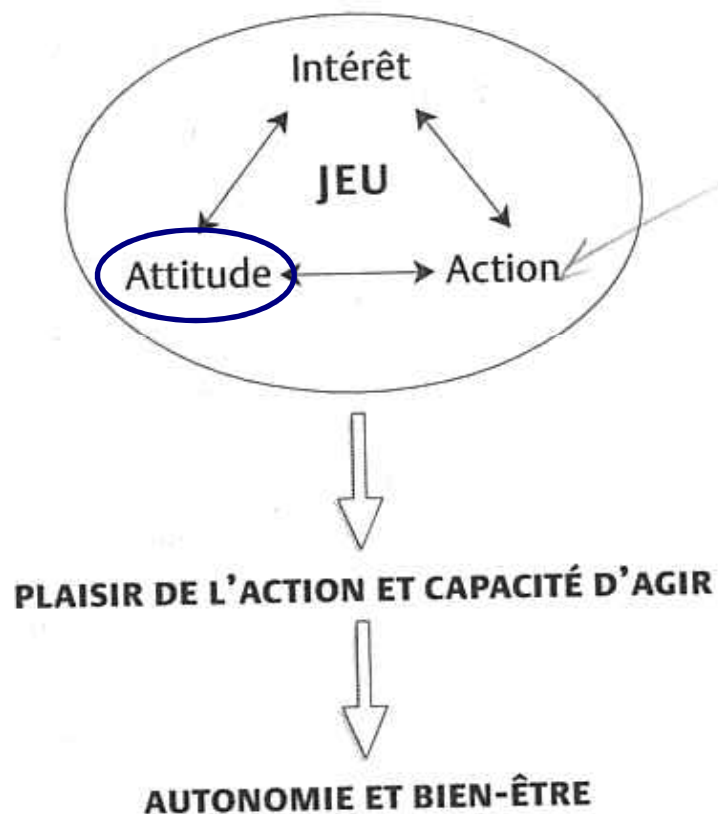 Intérêt
JEU
Attitude Action
PLAISIR DE L'ACTION ET CAPACITÉ D'AGIR
AUTONOMIE ET BIEN-ÊTRE